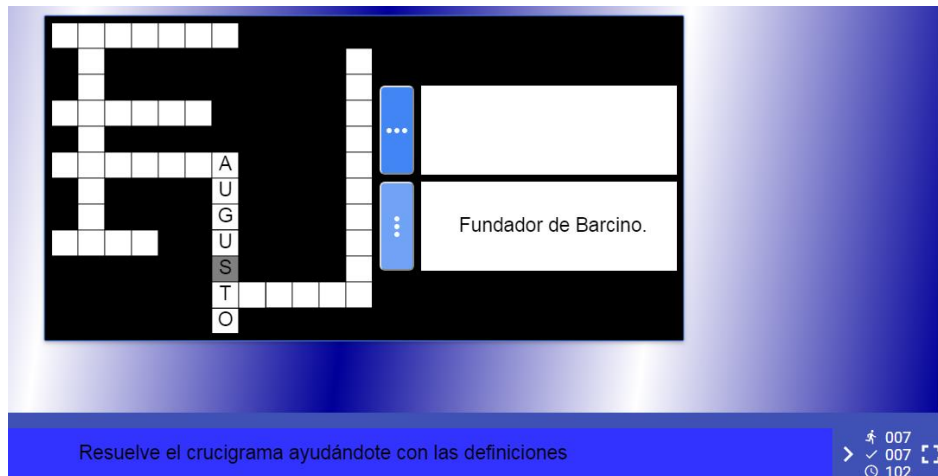 A
U
G
Fundador de Barcino.
U
S
T
O
Resuelve el crucigrama ayudándote con las definiciones
007
007
102